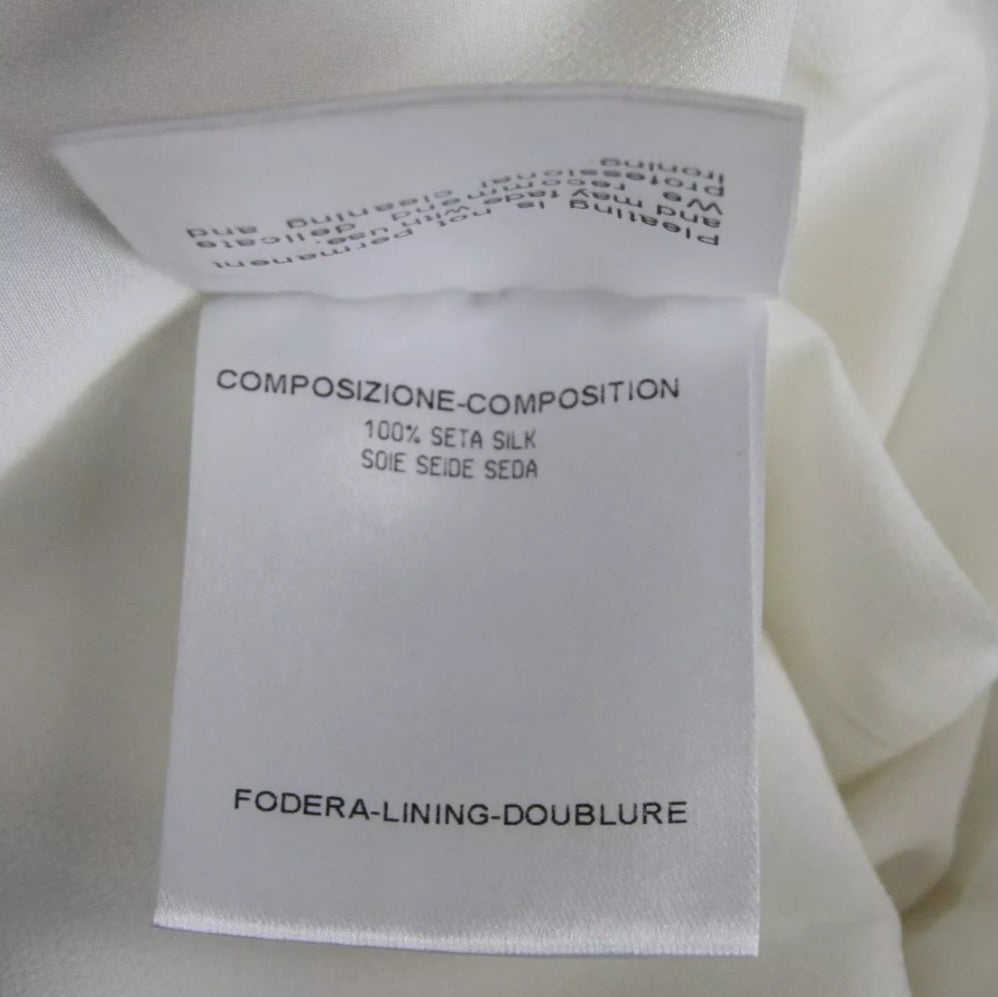 Pleating is not permanent
and may fade with use.
We recommend delicate
professional cleaning and
ironing.
COMPOSIZIONE-COMPOSITION
100% SETA SILK
SOIE SEIDE SEDA
FODERA-LINING-DOUBLURE